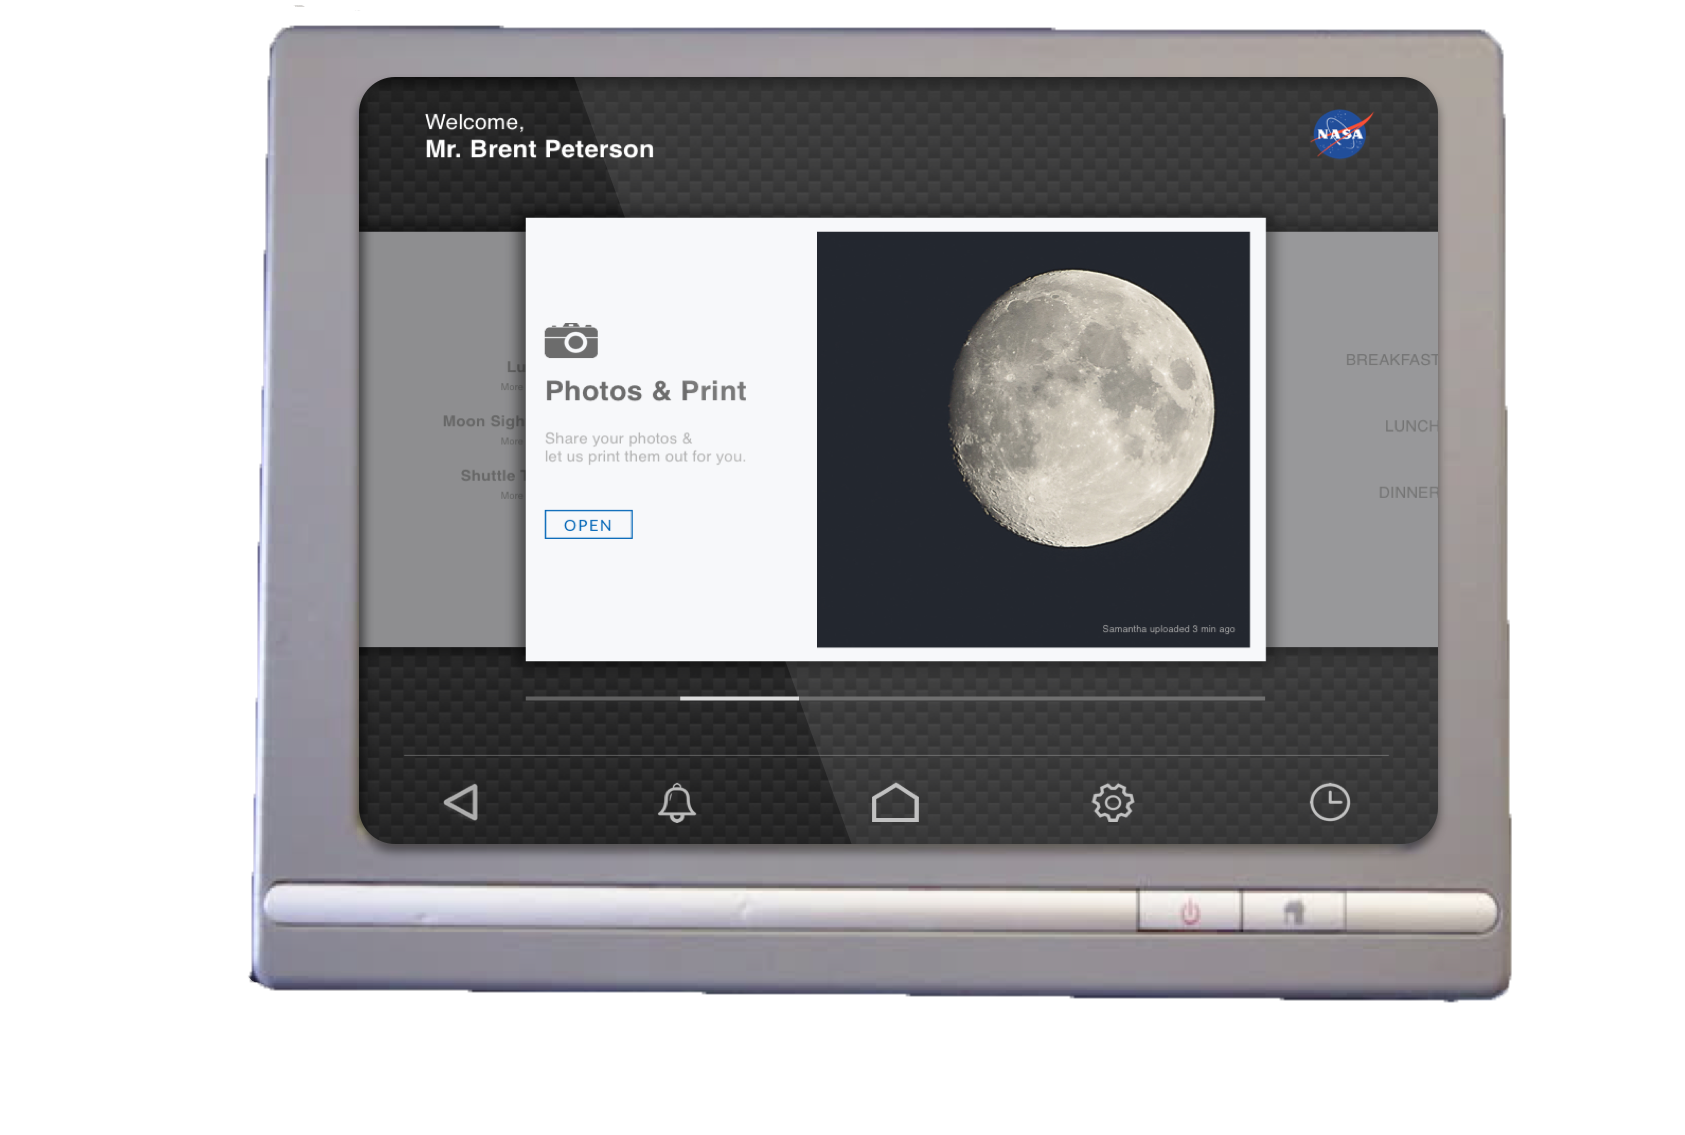 Welcome,
Mr. Brent Peterson
NASA
Lu
More
Moon Sigh
More
Shuttle T
More
Photos & Print
Share your photos &
let us print them out for you.
OPEN
Samantha uploaded 3 min ago
BREAKFAST
LUNCH
DINNER